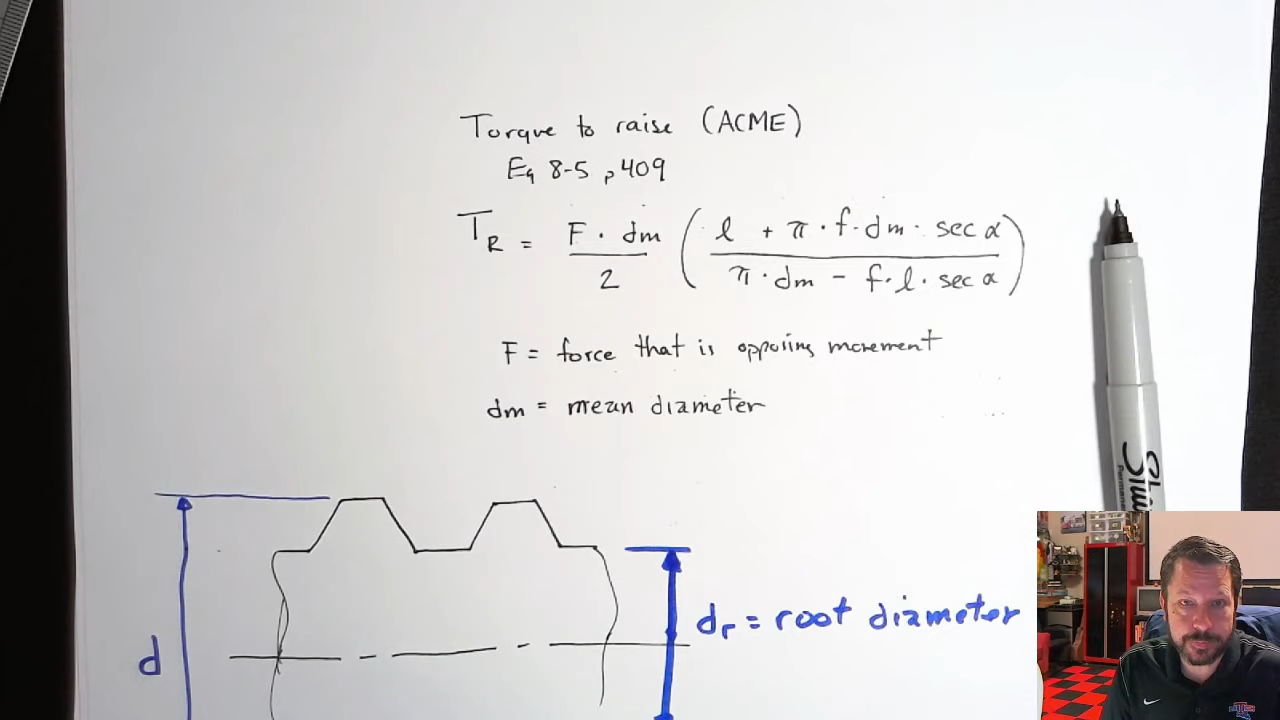 Torque to raise (ACME)
Eq 8-5 , p409
T_R = F · dm / 2 ( l + π · f · dm · sec α / π · dm - f · l · sec α )
F = force that is opposing movement
dm = mean diameter
d
dr = root diameter